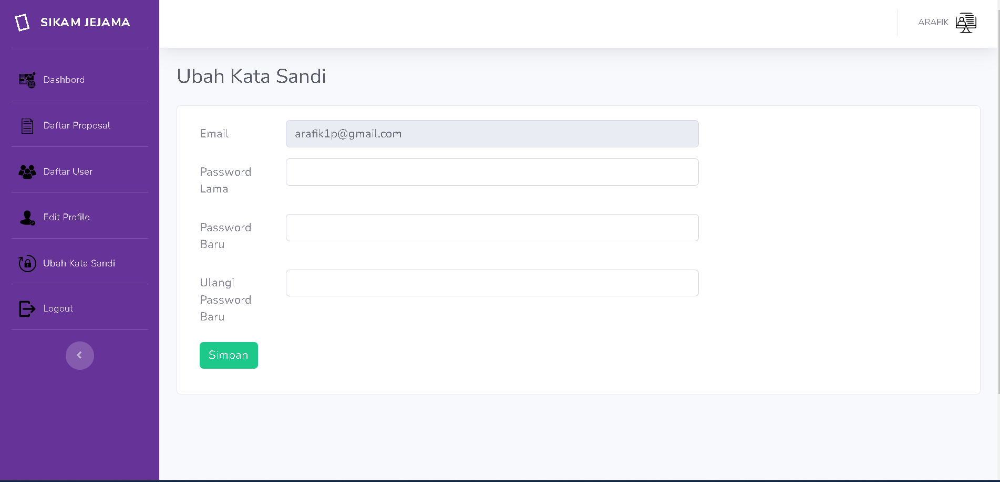 SIKAM JEJAMA
ARAFIK
Dashbord
Daftar Proposal
Daftar User
Edit Profile
Ubah Kata Sandi
Logout
Ubah Kata Sandi
Email
arafik1p@gmail.com
Password
Lama
Password
Baru
Ulangi
Password
Baru
Simpan